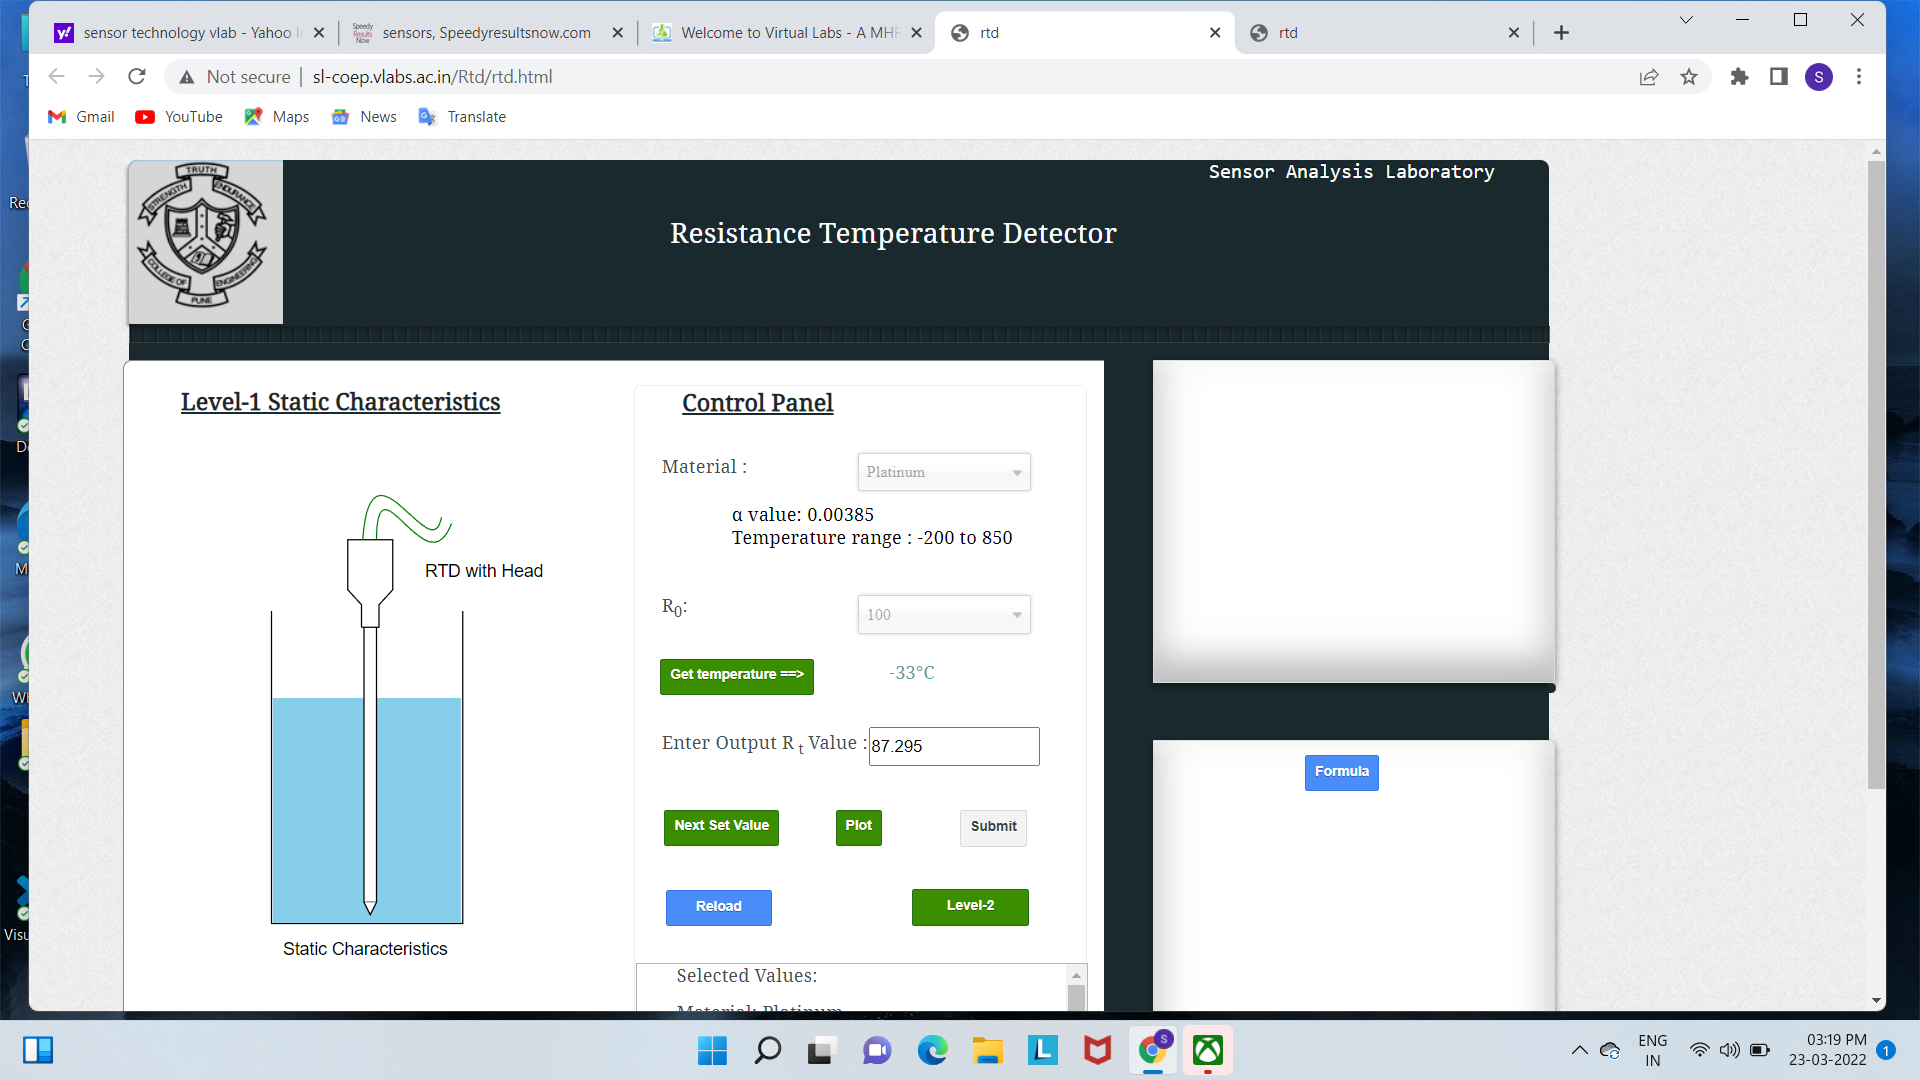 sensor technology vlab - Yahoo
sensors, Speedyresultsnow.com
Welcome to Virtual Labs - A MHR
rtd
rtd
Not secure
sl-coep.vlabs.ac.in/Rtd/rtd.html
S
Gmail
YouTube
Maps
News
Translate
TRUTH
STRENGTH
ENDURANCE
COLLEGE OF
ENGINEERING
PUNE
Sensor Analysis Laboratory
Resistance Temperature Detector
Level-1 Static Characteristics
RTD with Head
Static Characteristics
Control Panel
Material : Platinum
α value: 0.00385
Temperature range : -200 to 850
R0: 100
Get temperature ==> -33°C
Enter Output R t Value : 87.295
Next Set Value Plot Submit
Reload Level-2
Selected Values:
Material: Platinum
Formula
ENG
IN
03:19 PM
23-03-2022
1